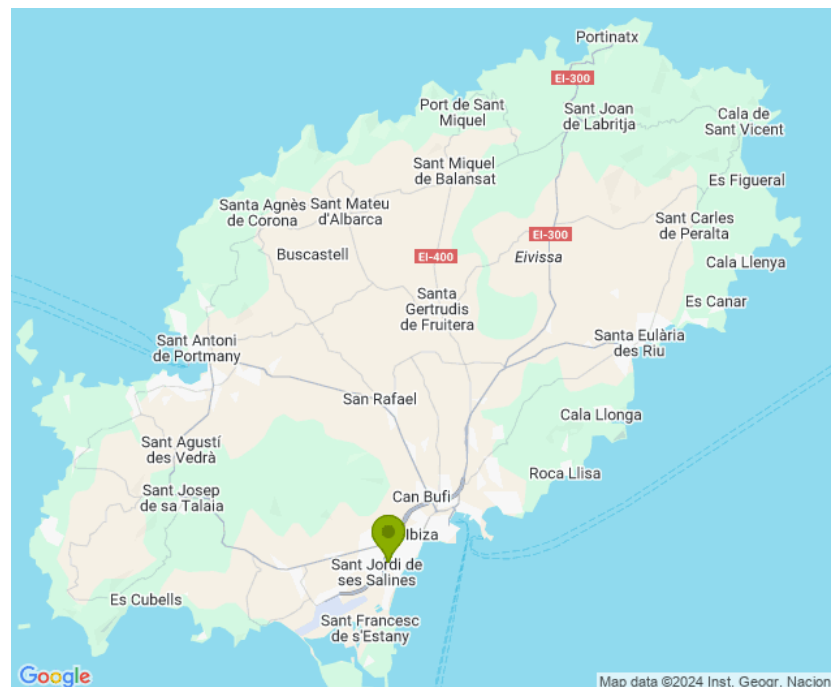 Portinatx
EI-300
Port de Sant
Miquel
Sant Joan
de Labritja
Cala de
Sant Vicent
Sant Miquel
de Balansat
Es Figueral
Santa Agnès
de Corona
Sant Mateu
d'Albarca
Sant Carles
de Peralta
EI-300
Buscastell
EI-400
Eivissa
Cala Llenya
Santa
Gertrudis
de Fruitera
Es Canar
Sant Antoni
de Portmany
Santa Eulària
des Riu
San Rafael
Cala Llonga
Sant Agustí
des Vedrà
Roca Llisa
Sant Josep
de sa Talaia
Can Bufi
Ibiza
Sant Jordi de
ses Salines
Es Cubells
Sant Francesc
de s'Estany
Google
Map data ©2024 Inst. Geogr. Nacion